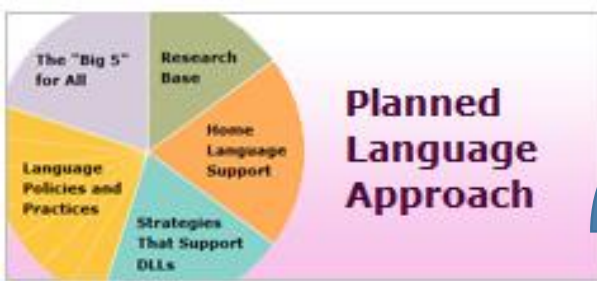 The "Big 5"
for All
Research
Base
Home
Language
Support
Strategies
That Support
DLLs
Language
Policies and
Practices
Planned
Language
Approach